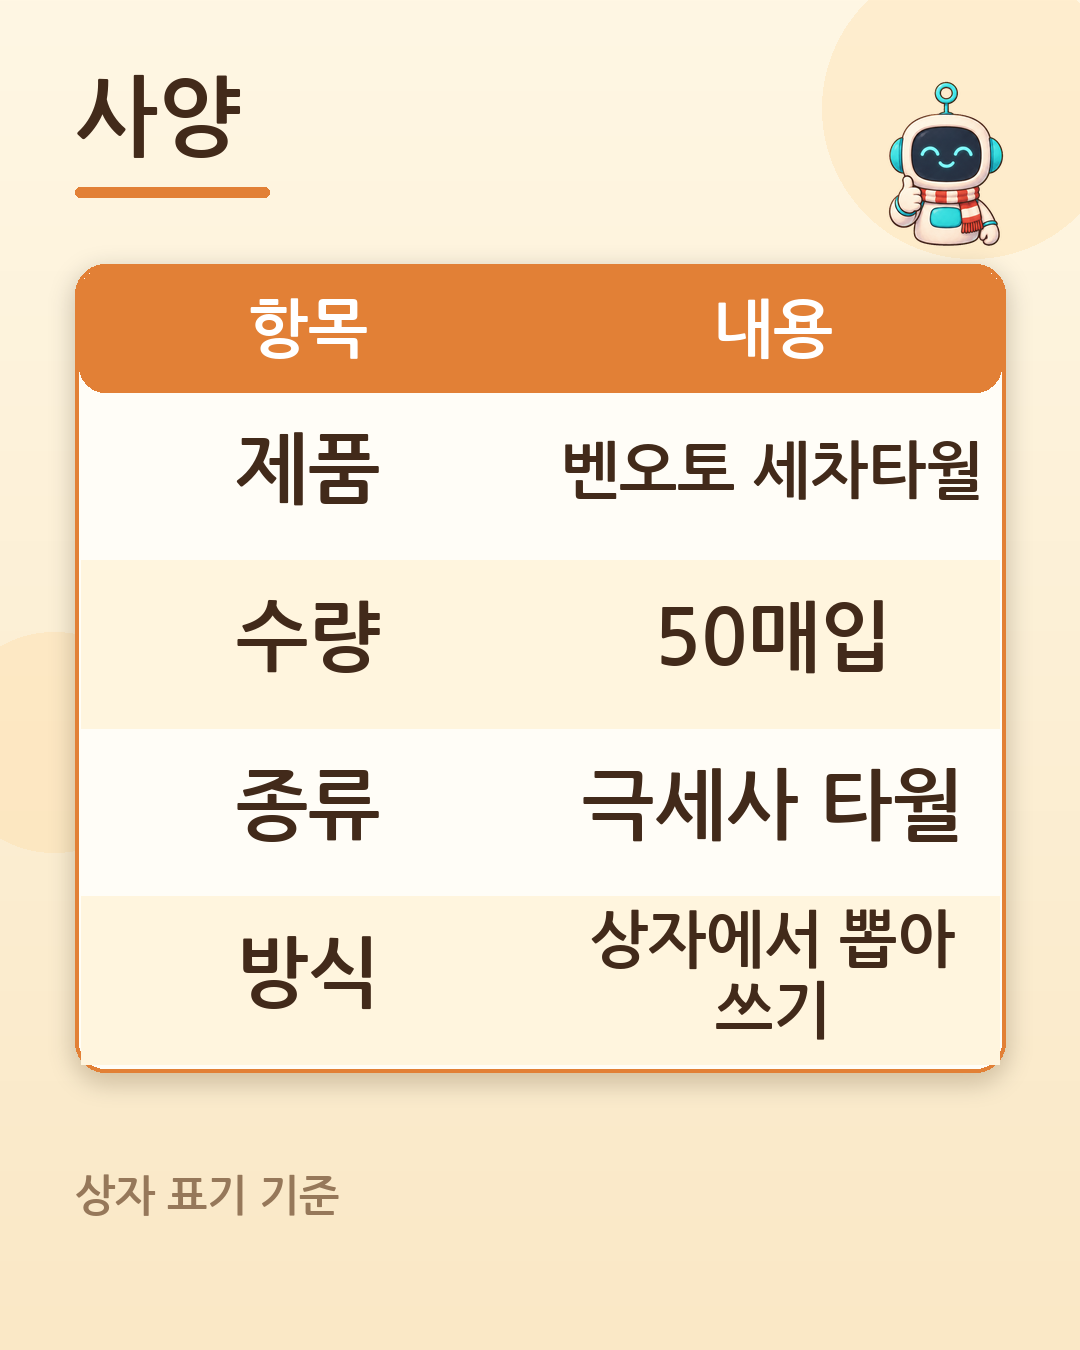 사양
항목 내용
제품 벤오토 세차타월
수량 50매입
종류 극세사 타월
방식 상자에서 뽑아
쓰기
상자 표기 기준